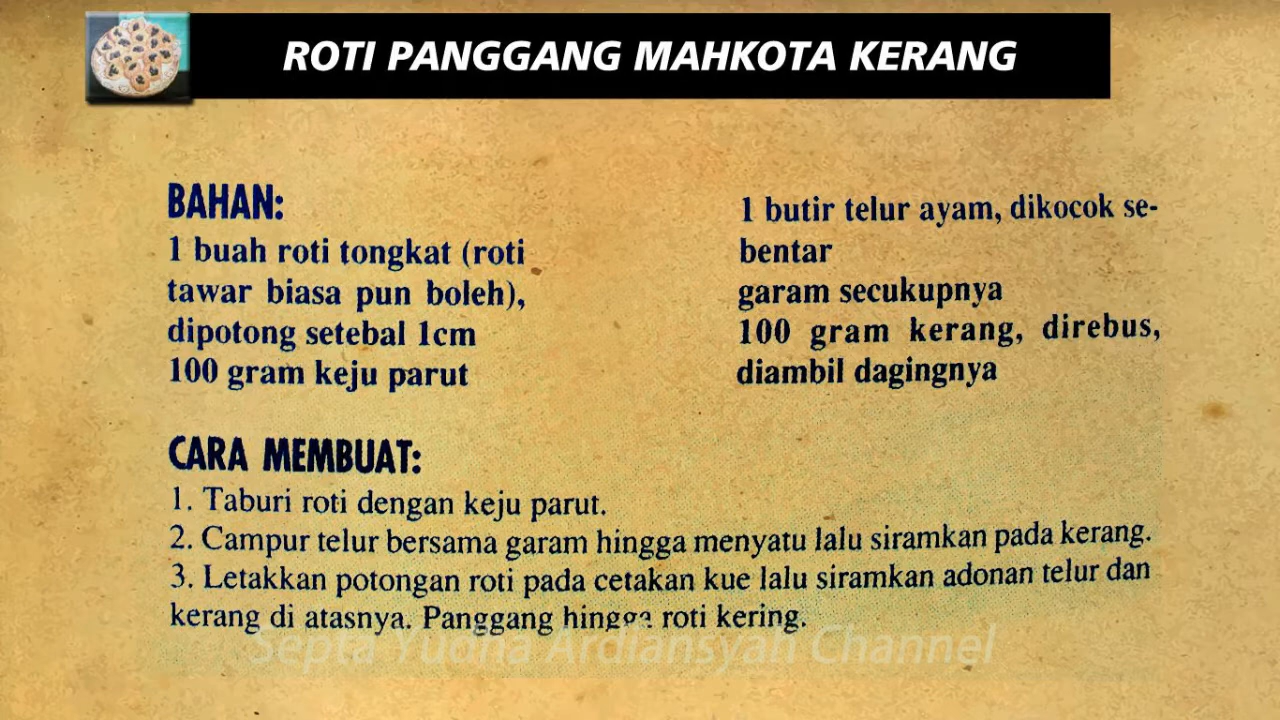 ROTI PANGGANG MAHKOTA KERANG
BAHAN:
1 buah roti tongkat (roti
tawar biasa pun boleh),
dipotong setebal 1cm
100 gram keju parut
1 butir telur ayam, dikocok se-
bentar
garam secukupnya
100 gram kerang, direbus,
diambil dagingnya
CARA MEMBUAT:
1. Taburi roti dengan keju parut.
2. Campur telur bersama garam hingga menyatu lalu siramkan pada kerang.
3. Letakkan potongan roti pada cetakan kue lalu siramkan adonan telur dan
kerang di atasnya. Panggang hingga roti kering.
Septa Yudha Ardiansyah Channel